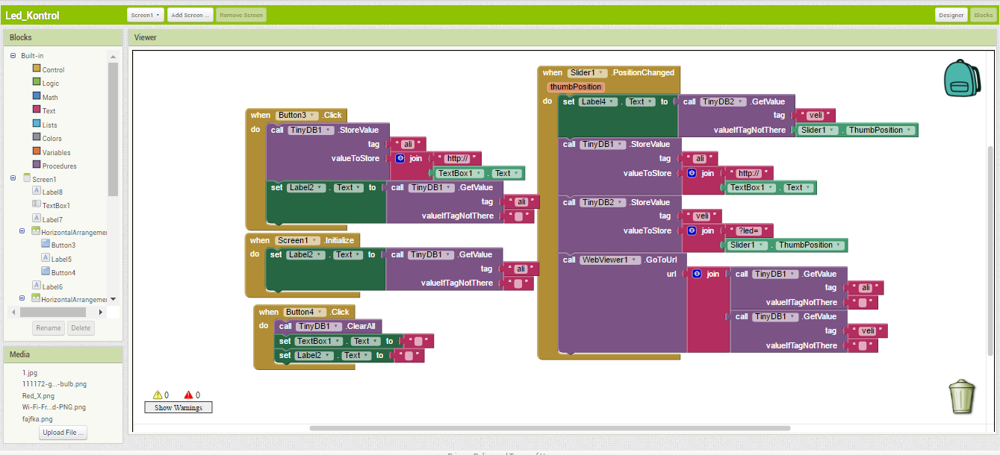 Led_Kontrol
Screen1
Add Screen ...
Remove Screen
Designer
Blocks
Blocks
Built-in
Control
Logic
Math
Text
Lists
Colors
Variables
Procedures
Screen1
Label8
TextBox1
Label7
HorizontalArrangemer
Button3
Label5
Button4
Label6
HorizontalArrangemer
Rename
Delete
Media
1.jpg
111172-g...-bulb.png
Red_X.png
Wi-Fi-Fr...d-PNG.png
fajfka.png
Upload File ...
Viewer
when Button3 .Click
do call TinyDB1 .StoreValue
tag " ali "
valueToStore join " http:// "
TextBox1 . Text
set Label2 . Text to call TinyDB1 .GetValue
tag " ali "
valueIfTagNotThere " "
when Screen1 .Initialize
do set Label2 . Text to call TinyDB1 .GetValue
tag " ali "
valueIfTagNotThere " "
when Button4 .Click
do call TinyDB1 .ClearAll
set TextBox1 . Text to " "
set Label2 . Text to " "
when Slider1 .PositionChanged
thumbPosition
do set Label4 . Text to call TinyDB2 .GetValue
tag " veli "
valueIfTagNotThere Slider1 . ThumbPosition
call TinyDB1 .StoreValue
tag " ali "
valueToStore join " http:// "
TextBox1 . Text
call TinyDB2 .StoreValue
tag " veli "
valueToStore join " ?led= "
Slider1 . ThumbPosition
call WebViewer1 .GoToUrl
url join call TinyDB1 .GetValue
tag " ali "
valueIfTagNotThere " "
call TinyDB1 .GetValue
tag " veli "
valueIfTagNotThere " "
0 0
Show Warnings